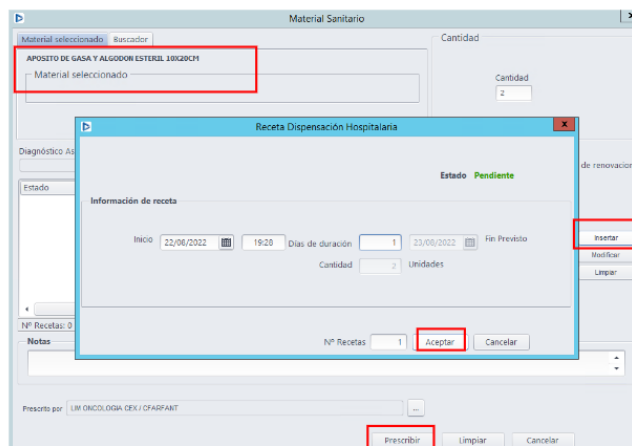 Material Sanitario
Material seleccionado Buscador
Cantidad
APOSITO DE GASA Y ALGODON ESTERIL 10X20CM
Material seleccionado
Cantidad
2
Receta Dispensación Hospitalaria
Diagnóstico As
de renovacion
Estado Pendiente
Estado
Información de receta
Inicio 22/08/2022 19:28 Días de duración 1 23/08/2022 Fin Previsto
Insertar
Modificar
Cantidad 2 Unidades
Limpiar
Nº Recetas: 0
Nº Recetas 1 Aceptar Cancelar
Notas
Prescrito por LIM ONCOLOGIA CEX / CFARFANT ...
Prescribir Limpiar Cancelar